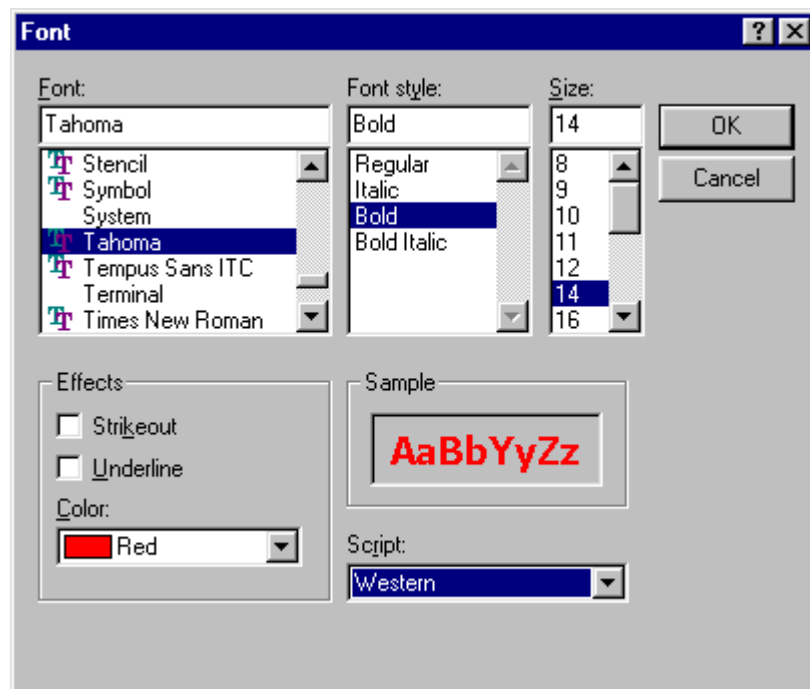 Font
Font:
Tahoma
Stencil
Symbol
System
Tahoma
Tempus Sans ITC
Terminal
Times New Roman
Font style:
Bold
Regular
Italic
Bold
Bold Italic
Size:
14
8
9
10
11
12
14
16
OK
Cancel
Effects
Strikeout
Underline
Color:
Red
Sample
AaBbYyZz
Script:
Western